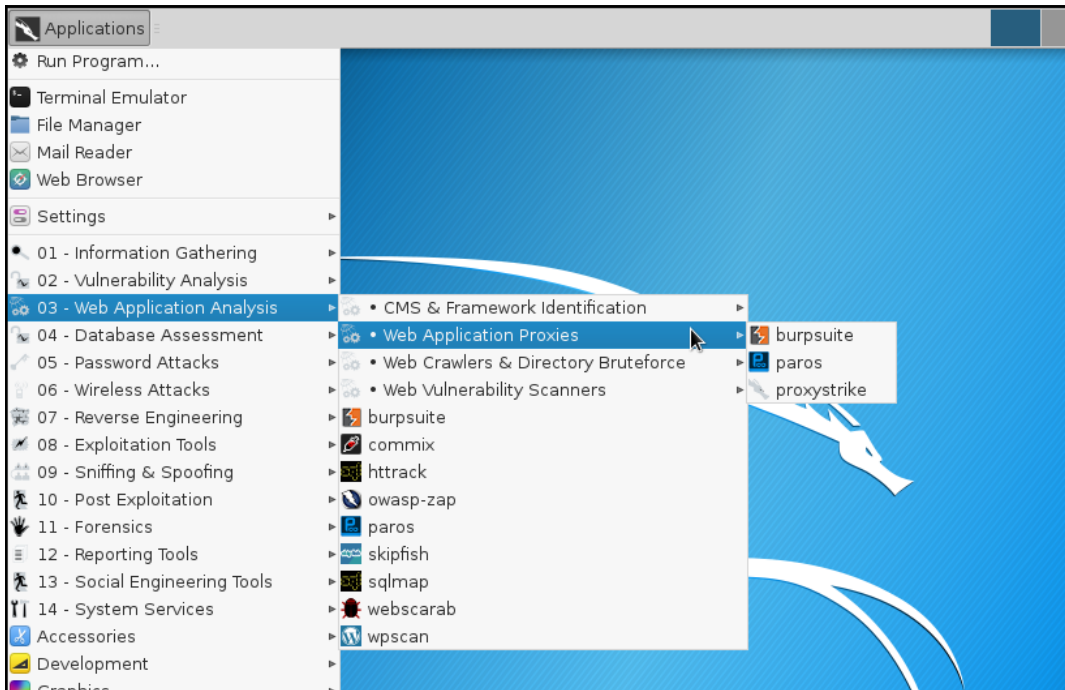 Applications
Run Program...
Terminal Emulator
File Manager
Mail Reader
Web Browser
Settings
01 - Information Gathering
02 - Vulnerability Analysis
03 - Web Application Analysis
04 - Database Assessment
05 - Password Attacks
06 - Wireless Attacks
07 - Reverse Engineering
08 - Exploitation Tools
09 - Sniffing & Spoofing
10 - Post Exploitation
11 - Forensics
12 - Reporting Tools
13 - Social Engineering Tools
14 - System Services
Accessories
Development
Graphics
• CMS & Framework Identification
• Web Application Proxies
• Web Crawlers & Directory Bruteforce
• Web Vulnerability Scanners
burpsuite
commix
httrack
owasp-zap
paros
skipfish
sqlmap
webscarab
wpscan
burpsuite
paros
proxystrike